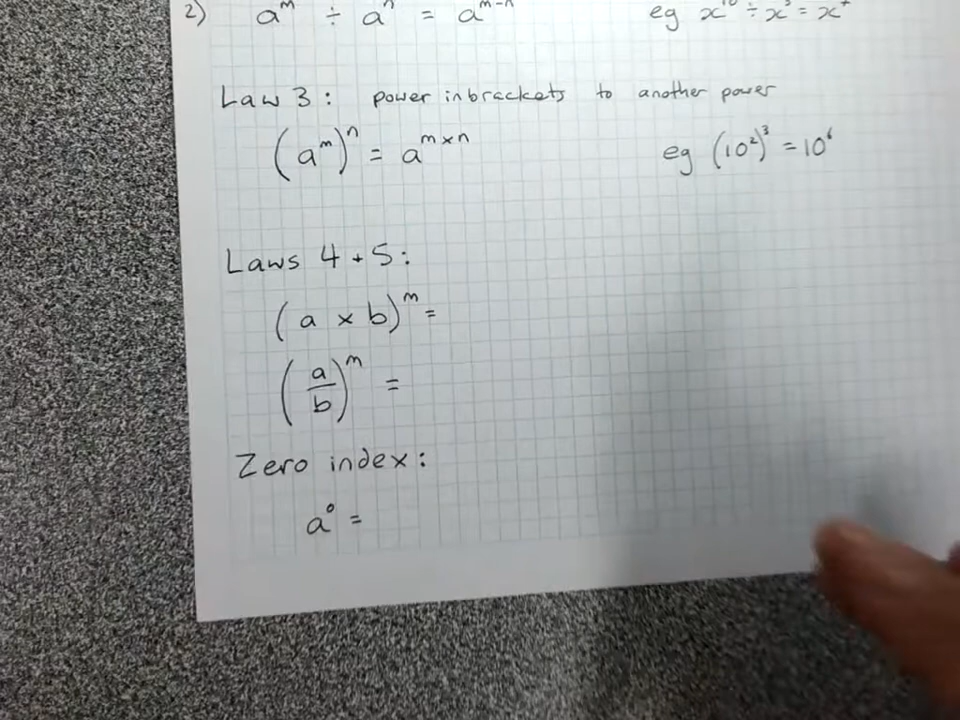 2) aᵐ ÷ aⁿ = aᵐ⁻ⁿ eg x¹⁰ ÷ x³ = x⁷
Law 3: power in brackets to another power
(aᵐ)ⁿ = aᵐˣⁿ eg (10²)³ = 10⁶
Laws 4 + 5:
(a × b)ᵐ =
(a/b)ᵐ =
Zero index:
a⁰ =